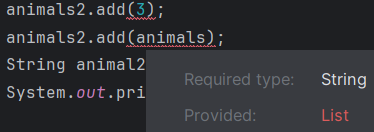 animals2.add(3);
animals2.add(animals);
String animal2
Required type: String
System.out.pri
Provided: List